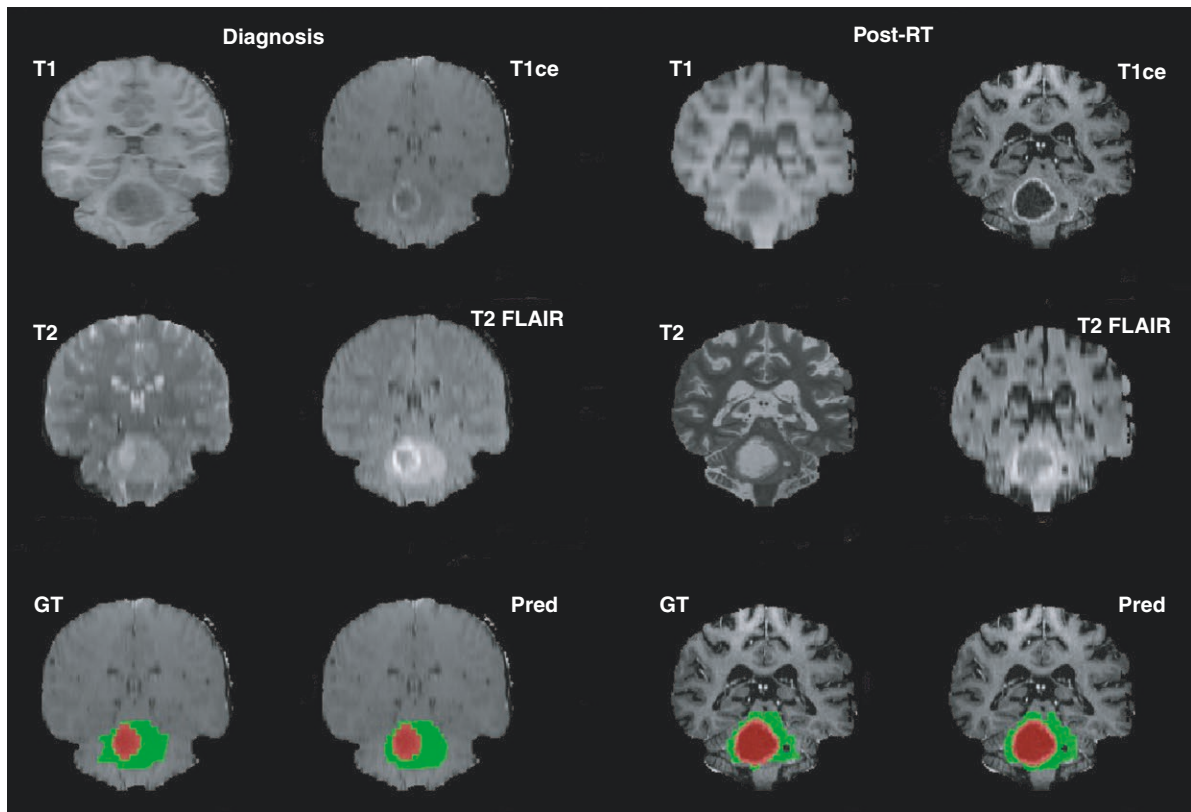 Diagnosis
Post-RT
T1
T1ce
T1
T1ce
T2
T2 FLAIR
T2
T2 FLAIR
GT
Pred
GT
Pred